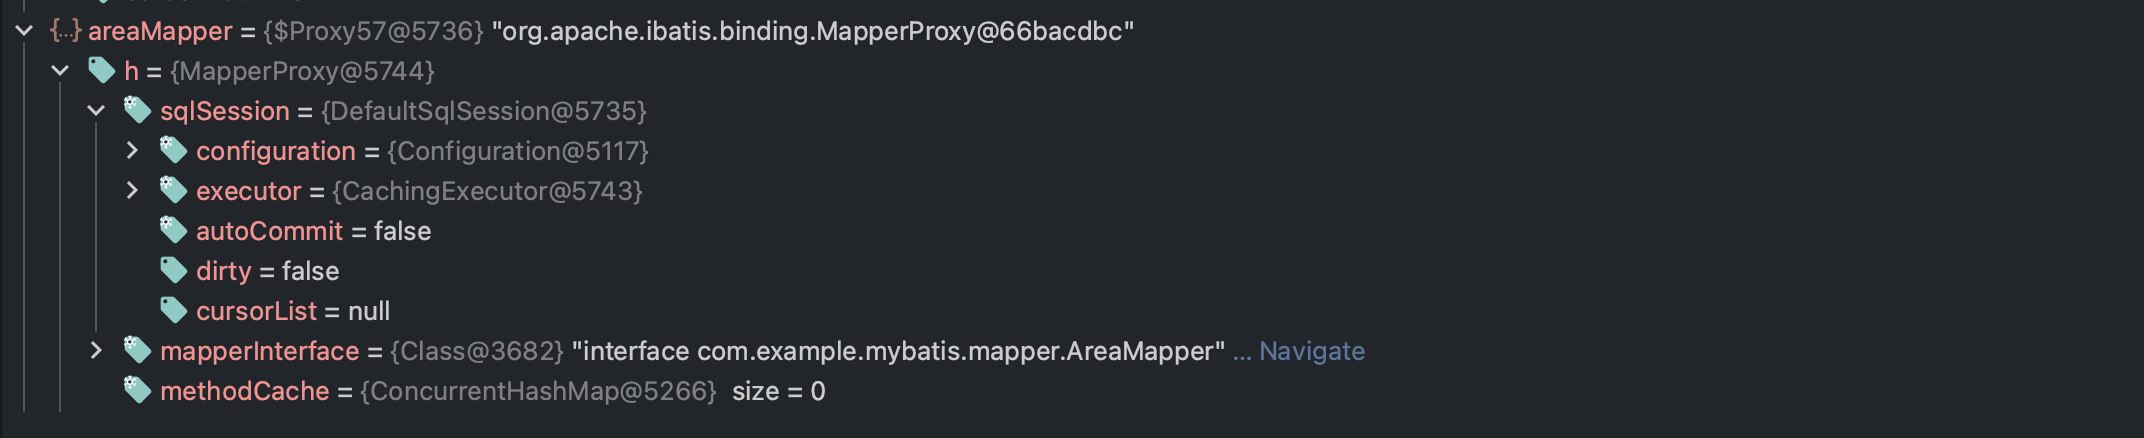 {...} areaMapper = {$Proxy57@5736} "org.apache.ibatis.binding.MapperProxy@66bacdbc"
h = {MapperProxy@5744}
sqlSession = {DefaultSqlSession@5735}
configuration = {Configuration@5117}
executor = {CachingExecutor@5743}
autoCommit = false
dirty = false
cursorList = null
mapperInterface = {Class@3682} "interface com.example.mybatis.mapper.AreaMapper" ... Navigate
methodCache = {ConcurrentHashMap@5266} size = 0